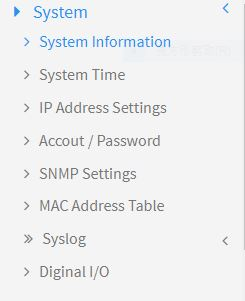 System
System Information
System Time
IP Address Settings
Accout / Password
SNMP Settings
MAC Address Table
Syslog
Diginal I/O